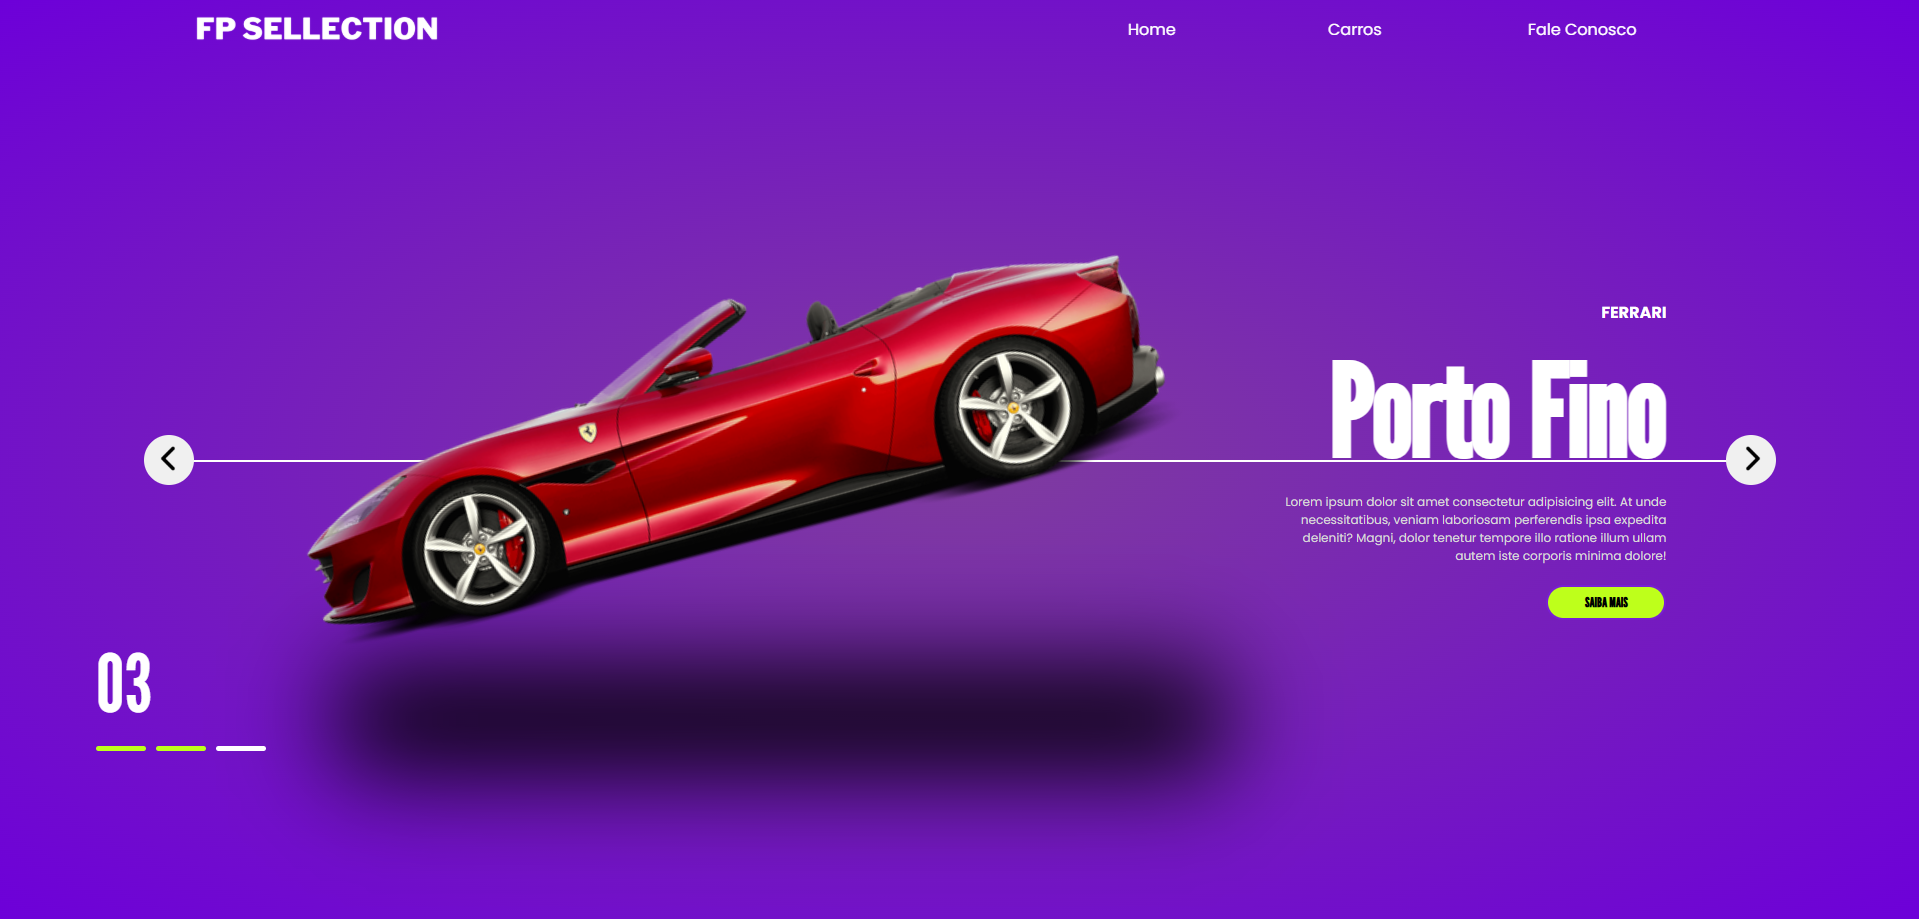 FP SELLECTION
Home
Carros
Fale Conosco
FERRARI
Porto Fino
Lorem ipsum dolor sit amet consectetur adipisicing elit. At unde
necessitatibus, veniam laboriosam perferendis ipsa expedita
deleniti? Magni, dolor tenetur tempore illo ratione illum ullam
autem iste corporis minima dolore!
SAIBA MAIS
03